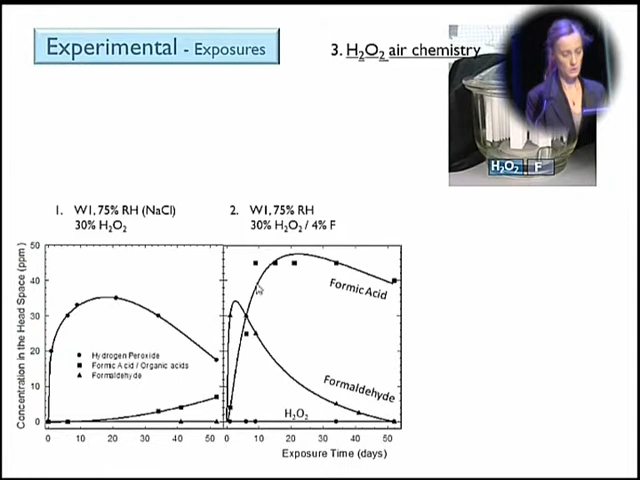 Experimental - Exposures
3. H₂O₂ air chemistry
H₂O₂ F
1. W1, 75% RH (NaCl)
30% H₂O₂
2. W1, 75% RH
30% H₂O₂ / 4% F
Concentration in the Head Space (ppm)
50
40
30
20
10
0
Hydrogen Peroxide
Formic Acid / Organic acids
Formaldehyde
Formic Acid
Formaldehyde
H₂O₂
0 10 20 30 40 50
0 10 20 30 40 50
Exposure Time (days)